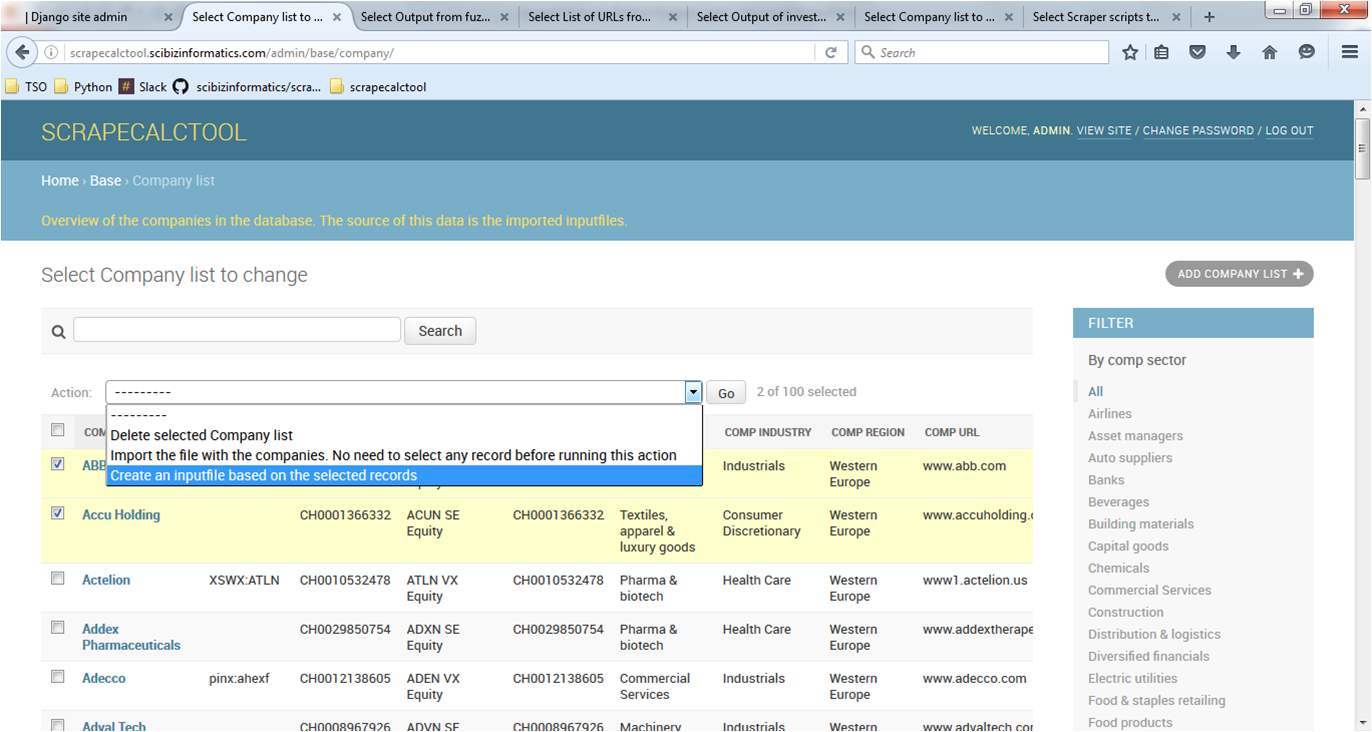 | Django site admin
Select Company list to ...
Select Output from fuz...
Select List of URLs fro...
Select Output of invest...
Select Company list to ...
Select Scraper scripts t...
scrapecalctool.scibizinformatics.com/admin/base/company/
Search
TSO
Python
Slack
scibizinformatics/scra...
scrapecalctool
SCRAPECALCTOOL
WELCOME, ADMIN. VIEW SITE / CHANGE PASSWORD / LOG OUT
Home › Base › Company list
Overview of the companies in the database. The source of this data is the imported inputfiles.
Select Company list to change
ADD COMPANY LIST +
Search
Action:
---------
Go
2 of 100 selected
---------
Delete selected Company list
Import the file with the companies. No need to select any record before running this action
Create an inputfile based on the selected records
COMP INDUSTRY COMP REGION COMP URL
ABB Industrials Western Europe www.abb.com
Accu Holding CH0001366332 ACUN SE Equity CH0001366332 Textiles, apparel & luxury goods Consumer Discretionary Western Europe www.accuholding.c
Actelion XSWX:ATLN CH0010532478 ATLN VX Equity CH0010532478 Pharma & biotech Health Care Western Europe www1.actelion.us
Addex Pharmaceuticals CH0029850754 ADXN SE Equity CH0029850754 Pharma & biotech Health Care Western Europe www.addextherape
Adecco pinx:ahexf CH0012138605 ADEN VX Equity CH0012138605 Commercial Services Industrials Western Europe www.adecco.com
Adval Tech CH0008967926 ADVN SE CH0008967926 Machinery Industrials Western www.advaltech.com
FILTER
By comp sector
All
Airlines
Asset managers
Auto suppliers
Banks
Beverages
Building materials
Capital goods
Chemicals
Commercial Services
Construction
Distribution & logistics
Diversified financials
Electric utilities
Food & staples retailing
Food products